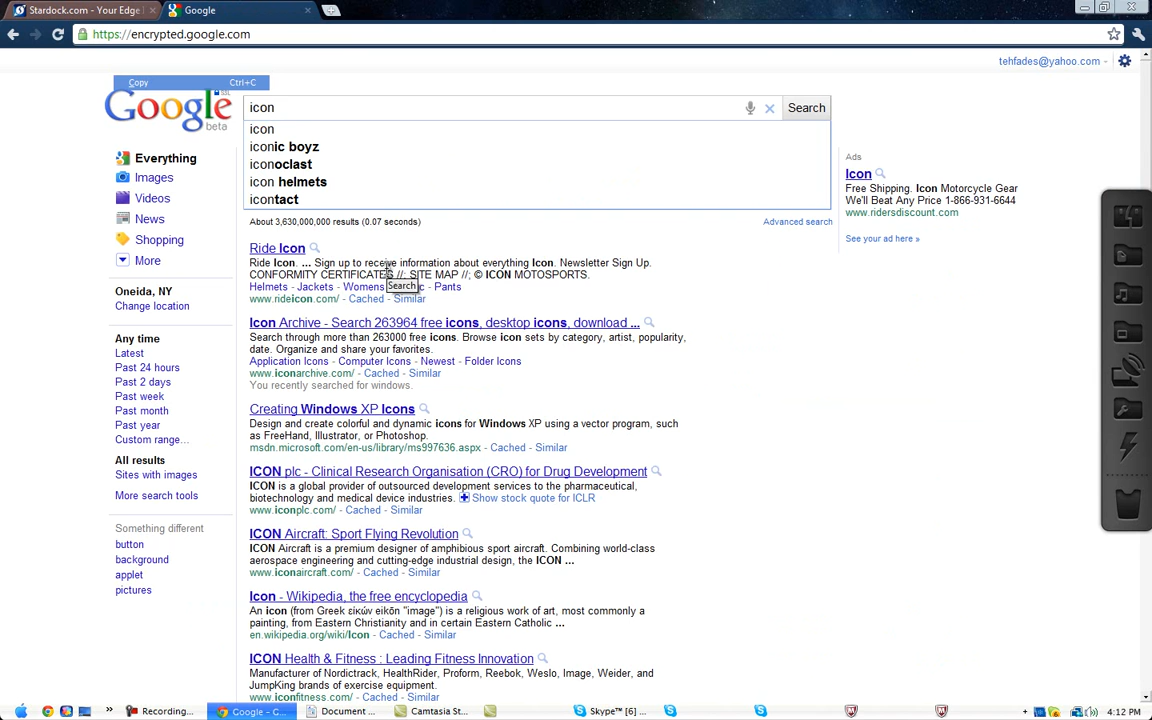 Stardock.com - Your Edge
Google
https://encrypted.google.com
tehfades@yahoo.com
Copy Ctrl+C
Google
SSL
beta
icon
Search
icon
iconic boyz
iconoclast
icon helmets
icontact
Everything
Images
Videos
News
Shopping
More
Oneida, NY
Change location
Any time
Latest
Past 24 hours
Past 2 days
Past week
Past month
Past year
Custom range...
All results
Sites with images
More search tools
Something different
button
background
applet
pictures
About 3,630,000,000 results (0.07 seconds)
Advanced search
Ride Icon
Ride Icon. ... Sign up to receive information about everything Icon. Newsletter Sign Up.
CONFORMITY CERTIFICATES //; SITE MAP //; © ICON MOTOSPORTS.
Helmets - Jackets - Womens c - Pants
Search
www.rideicon.com/ - Cached - Similar
Icon Archive - Search 263964 free icons, desktop icons, download ...
Search through more than 263000 free icons. Browse icon sets by category, artist, popularity,
date. Organize and share your favorites.
Application Icons - Computer Icons - Newest - Folder Icons
www.iconarchive.com/ - Cached - Similar
You recently searched for windows.
Creating Windows XP Icons
Design and create colorful and dynamic icons for Windows XP using a vector program, such
as FreeHand, Illustrator, or Photoshop.
msdn.microsoft.com/en-us/library/ms997636.aspx - Cached - Similar
ICON plc - Clinical Research Organisation (CRO) for Drug Development
ICON is a global provider of outsourced development services to the pharmaceutical,
biotechnology and medical device industries. Show stock quote for ICLR
www.iconplc.com/ - Cached - Similar
ICON Aircraft: Sport Flying Revolution
ICON Aircraft is a premium designer of amphibious sport aircraft. Combining world-class
aerospace engineering and cutting-edge industrial design, the ICON ...
www.iconaircraft.com/ - Cached - Similar
Icon - Wikipedia, the free encyclopedia
An icon (from Greek εἰκών eikōn "image") is a religious work of art, most commonly a
painting, from Eastern Christianity and in certain Eastern Catholic ...
en.wikipedia.org/wiki/Icon - Cached - Similar
ICON Health & Fitness : Leading Fitness Innovation
Manufacturer of Nordictrack, HealthRider, Proform, Reebok, Weslo, Image, Weider, and
JumpKing brands of exercise equipment.
www.iconfitness.com/ - Cached - Similar
Ads
Icon
Free Shipping. Icon Motorcycle Gear
We'll Beat Any Price 1-866-931-6644
www.ridersdiscount.com
See your ad here »
Recording...
Google - C...
Document ...
Camtasia St...
Skype™ [6] ...
4:12 PM